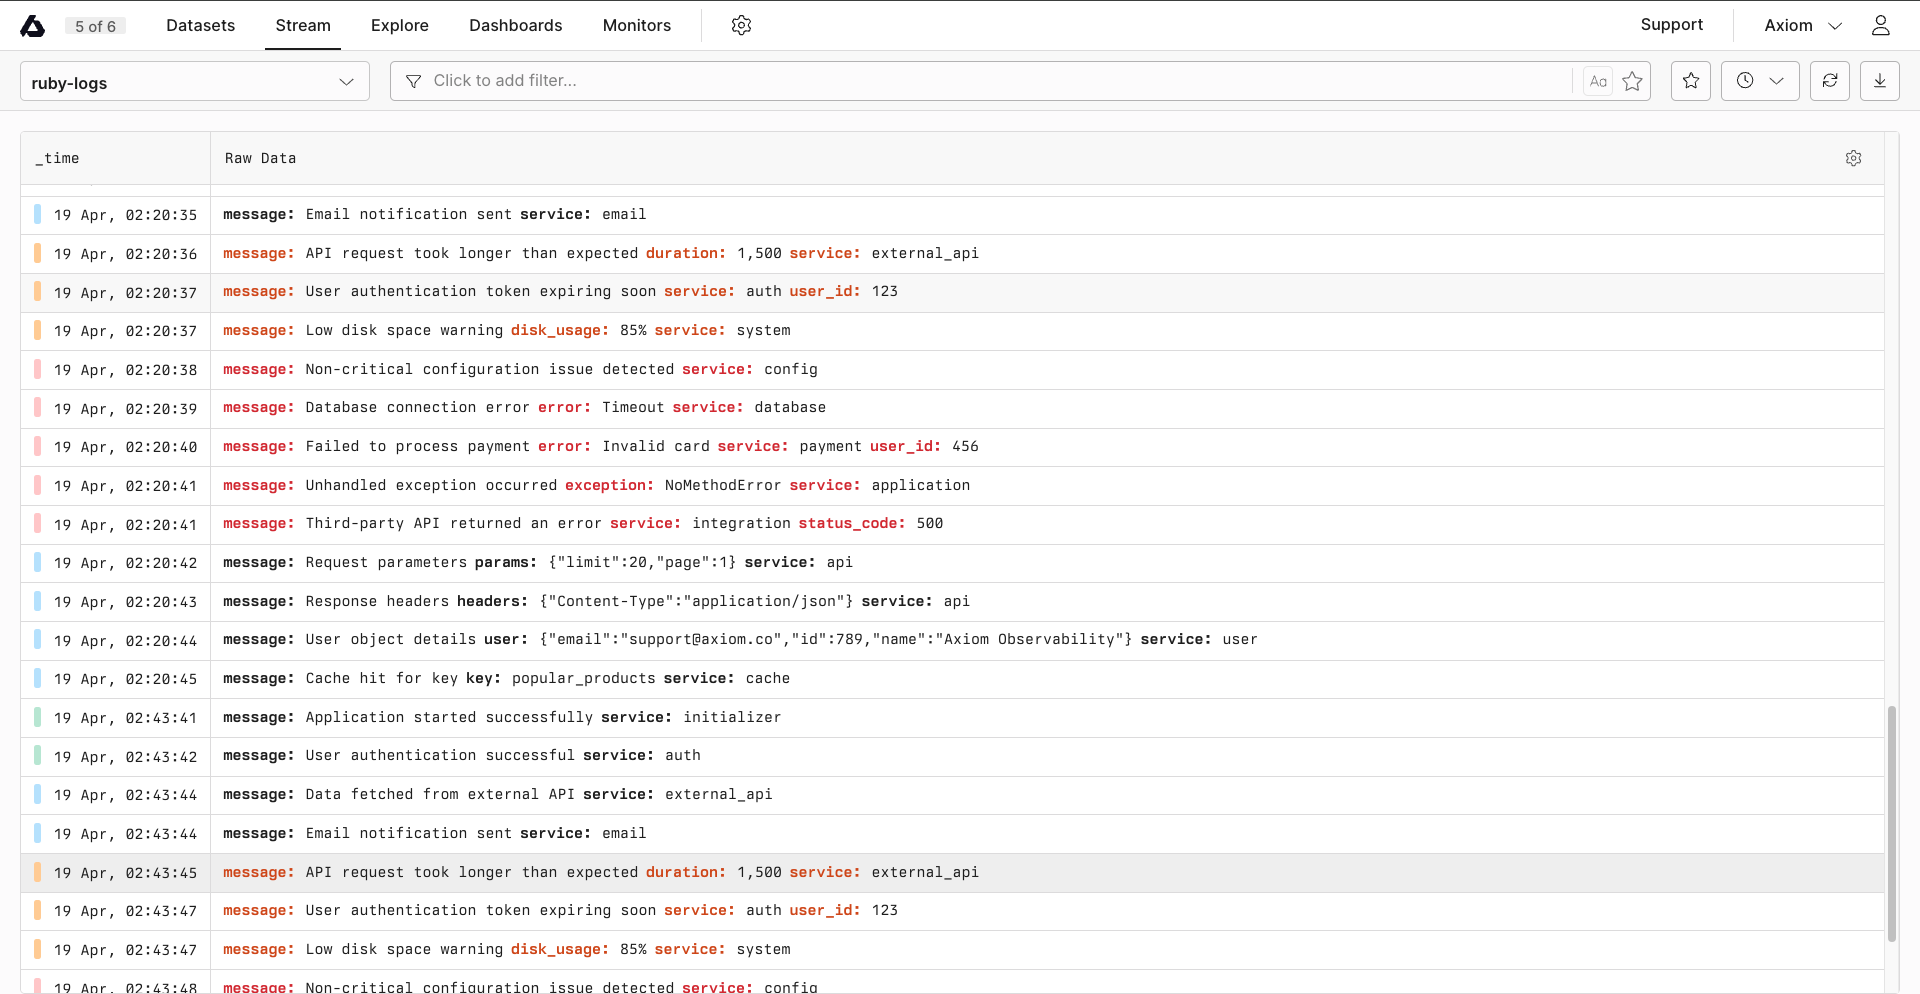 5 of 6 Datasets Stream Explore Dashboards Monitors Support Axiom
ruby-logs Click to add filter... Aa
_time Raw Data
19 Apr, 02:20:35 message: Email notification sent service: email
19 Apr, 02:20:36 message: API request took longer than expected duration: 1,500 service: external_api
19 Apr, 02:20:37 message: User authentication token expiring soon service: auth user_id: 123
19 Apr, 02:20:37 message: Low disk space warning disk_usage: 85% service: system
19 Apr, 02:20:38 message: Non-critical configuration issue detected service: config
19 Apr, 02:20:39 message: Database connection error error: Timeout service: database
19 Apr, 02:20:40 message: Failed to process payment error: Invalid card service: payment user_id: 456
19 Apr, 02:20:41 message: Unhandled exception occurred exception: NoMethodError service: application
19 Apr, 02:20:41 message: Third-party API returned an error service: integration status_code: 500
19 Apr, 02:20:42 message: Request parameters params: {"limit":20,"page":1} service: api
19 Apr, 02:20:43 message: Response headers headers: {"Content-Type":"application/json"} service: api
19 Apr, 02:20:44 message: User object details user: {"email":"support@axiom.co","id":789,"name":"Axiom Observability"} service: user
19 Apr, 02:20:45 message: Cache hit for key key: popular_products service: cache
19 Apr, 02:43:41 message: Application started successfully service: initializer
19 Apr, 02:43:42 message: User authentication successful service: auth
19 Apr, 02:43:44 message: Data fetched from external API service: external_api
19 Apr, 02:43:44 message: Email notification sent service: email
19 Apr, 02:43:45 message: API request took longer than expected duration: 1,500 service: external_api
19 Apr, 02:43:47 message: User authentication token expiring soon service: auth user_id: 123
19 Apr, 02:43:47 message: Low disk space warning disk_usage: 85% service: system
19 Apr, 02:43:48 message: Non-critical configuration issue detected service: config